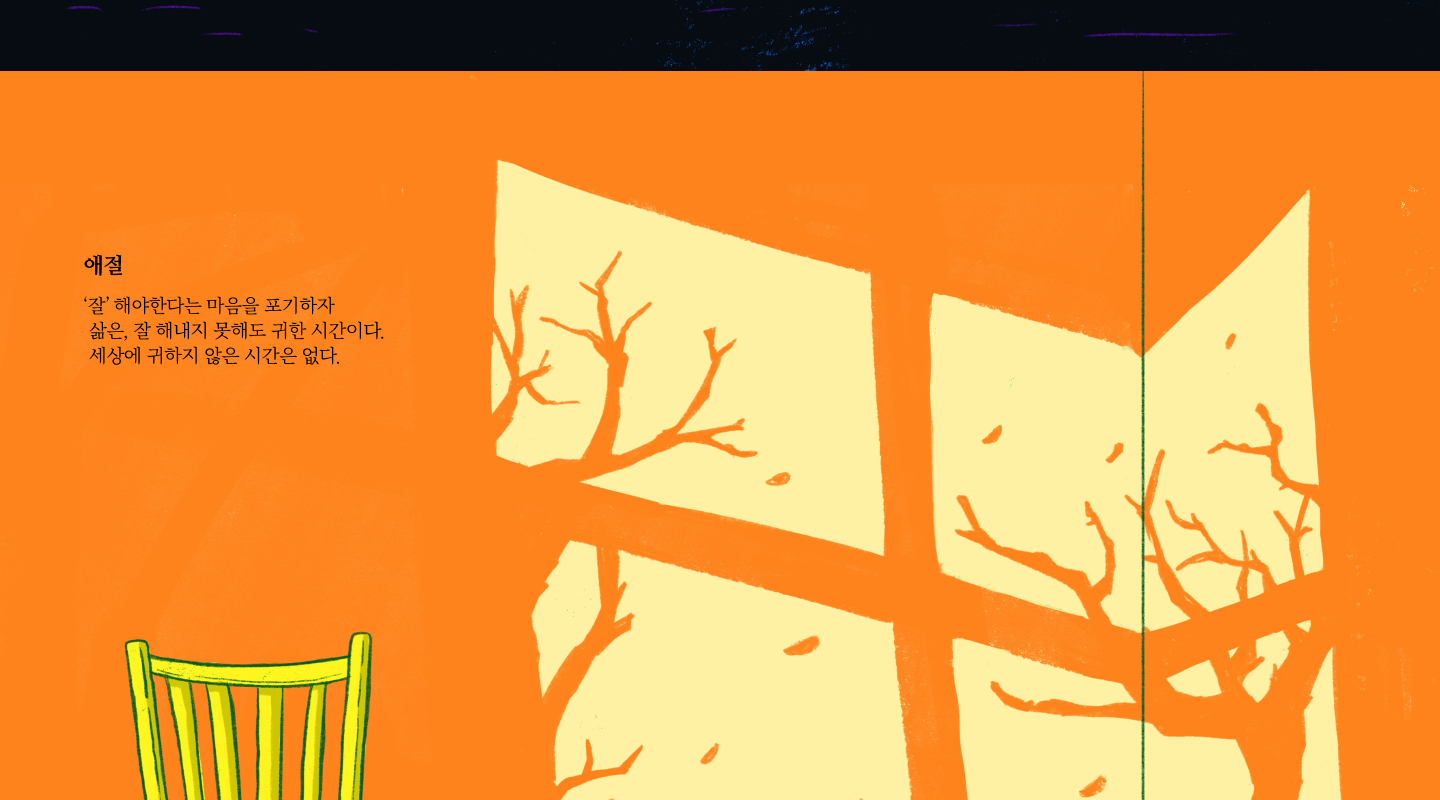 애절
‘잘’ 해야한다는 마음을 포기하자
삶은, 잘 해내지 못해도 귀한 시간이다.
세상에 귀하지 않은 시간은 없다.